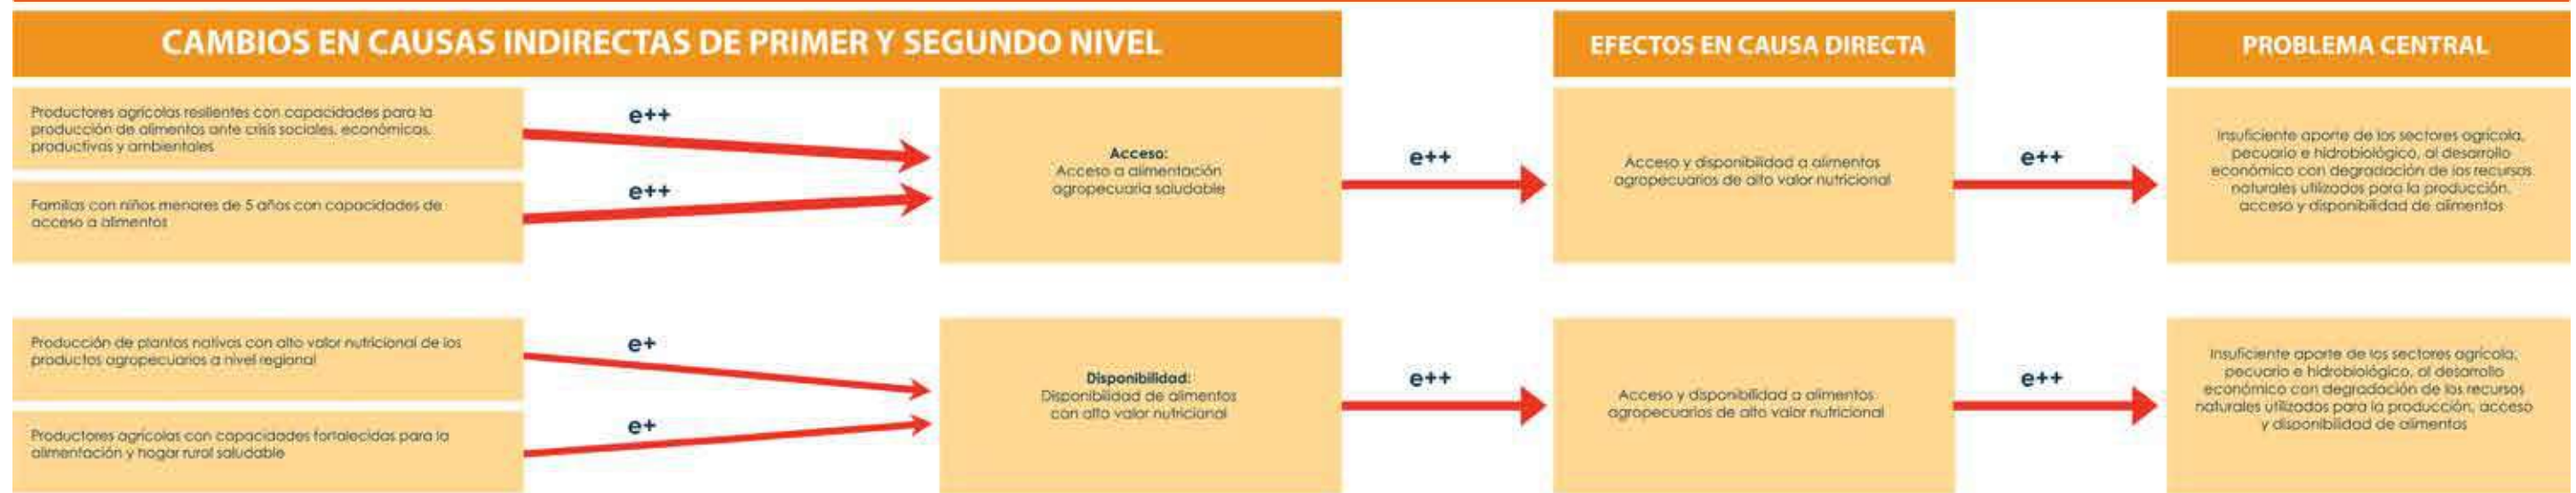 CAMBIOS EN CAUSAS INDIRECTAS DE PRIMER Y SEGUNDO NIVEL
EFECTOS EN CAUSA DIRECTA
PROBLEMA CENTRAL
Productores agrícolas resilientes con capacidades para la
producción de alimentos ante crisis sociales, económicas,
productivas y ambientales
e++
Familias con niños menores de 5 años con capacidades de
acceso a alimentos
e++
Acceso:
Acceso a alimentación
agropecuaria saludable
e++
Acceso y disponibilidad a alimentos
agropecuarios de alto valor nutricional
e++
Insuficiente aporte de los sectores agrícola,
pecuario e hidrobiológico, al desarrollo
económico con degradación de los recursos
naturales utilizados para la producción,
acceso y disponibilidad de alimentos
Producción de plantas nativas con alto valor nutricional de los
productos agropecuarios a nivel regional
e+
Productores agrícolas con capacidades fortalecidas para la
alimentación y hogar rural saludable
e+
Disponibilidad:
Disponibilidad de alimentos
con alto valor nutricional
e++
Acceso y disponibilidad a alimentos
agropecuarios de alto valor nutricional
e++
Insuficiente aporte de los sectores agrícola,
pecuario e hidrobiológico, al desarrollo
económico con degradación de los recursos
naturales utilizados para la producción, acceso
y disponibilidad de alimentos